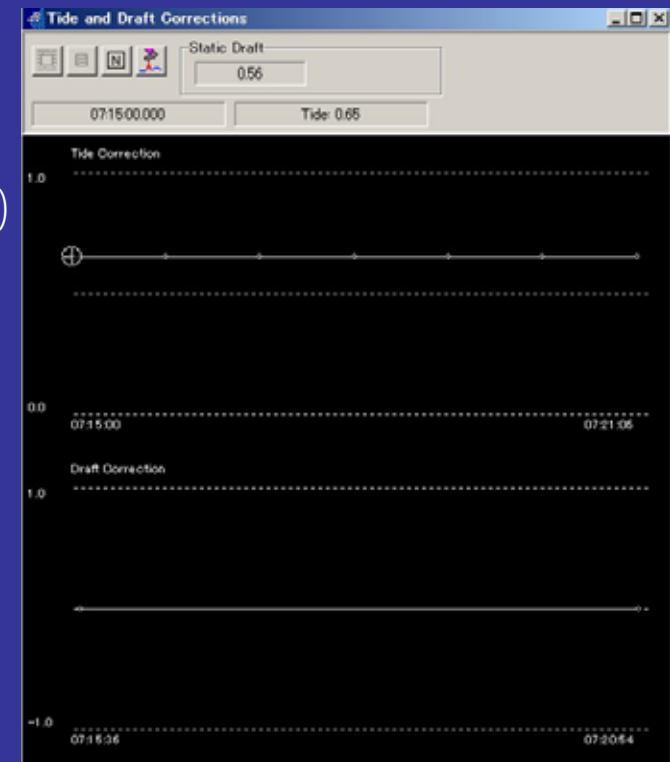 Tide and Draft Corrections
N
Static Draft
0.56
07:15:00.000
Tide: 0.65
Tide Correction
1.0
0.0
07:15:00
07:21:06
Draft Correction
1.0
-1.0
07:15:36
07:20:54
)